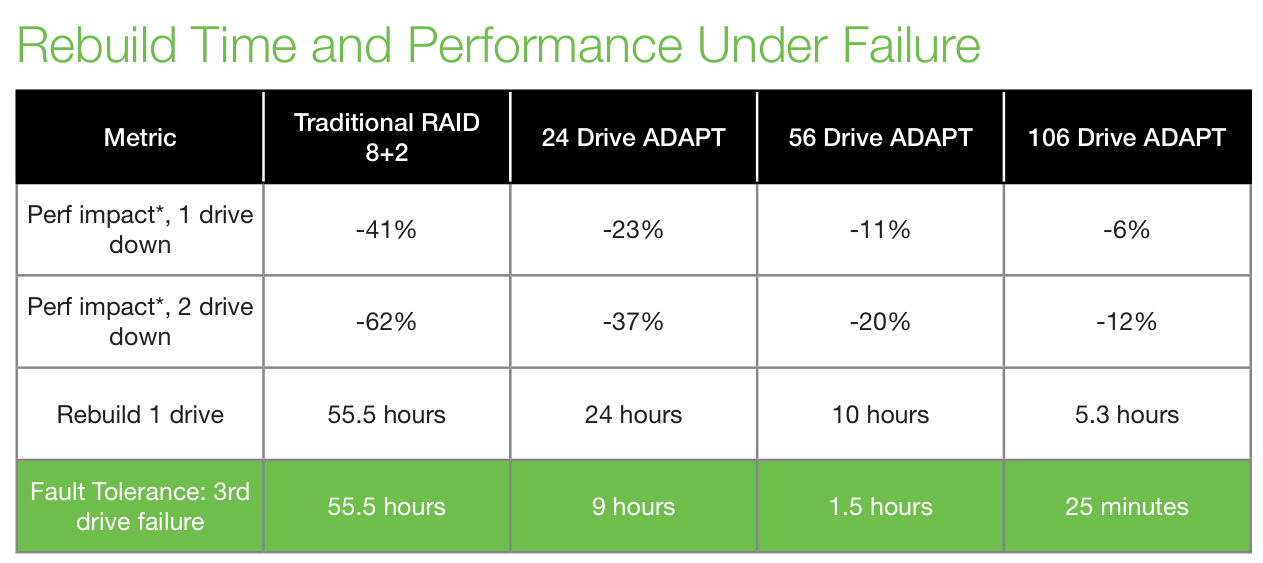 Rebuild Time and Performance Under Failure
Metric
Traditional RAID
8+2
24 Drive ADAPT
56 Drive ADAPT
106 Drive ADAPT
Perf impact*, 1 drive
down
-41%
-23%
-11%
-6%
Perf impact*, 2 drive
down
-62%
-37%
-20%
-12%
Rebuild 1 drive
55.5 hours
24 hours
10 hours
5.3 hours
Fault Tolerance: 3rd
drive failure
55.5 hours
9 hours
1.5 hours
25 minutes